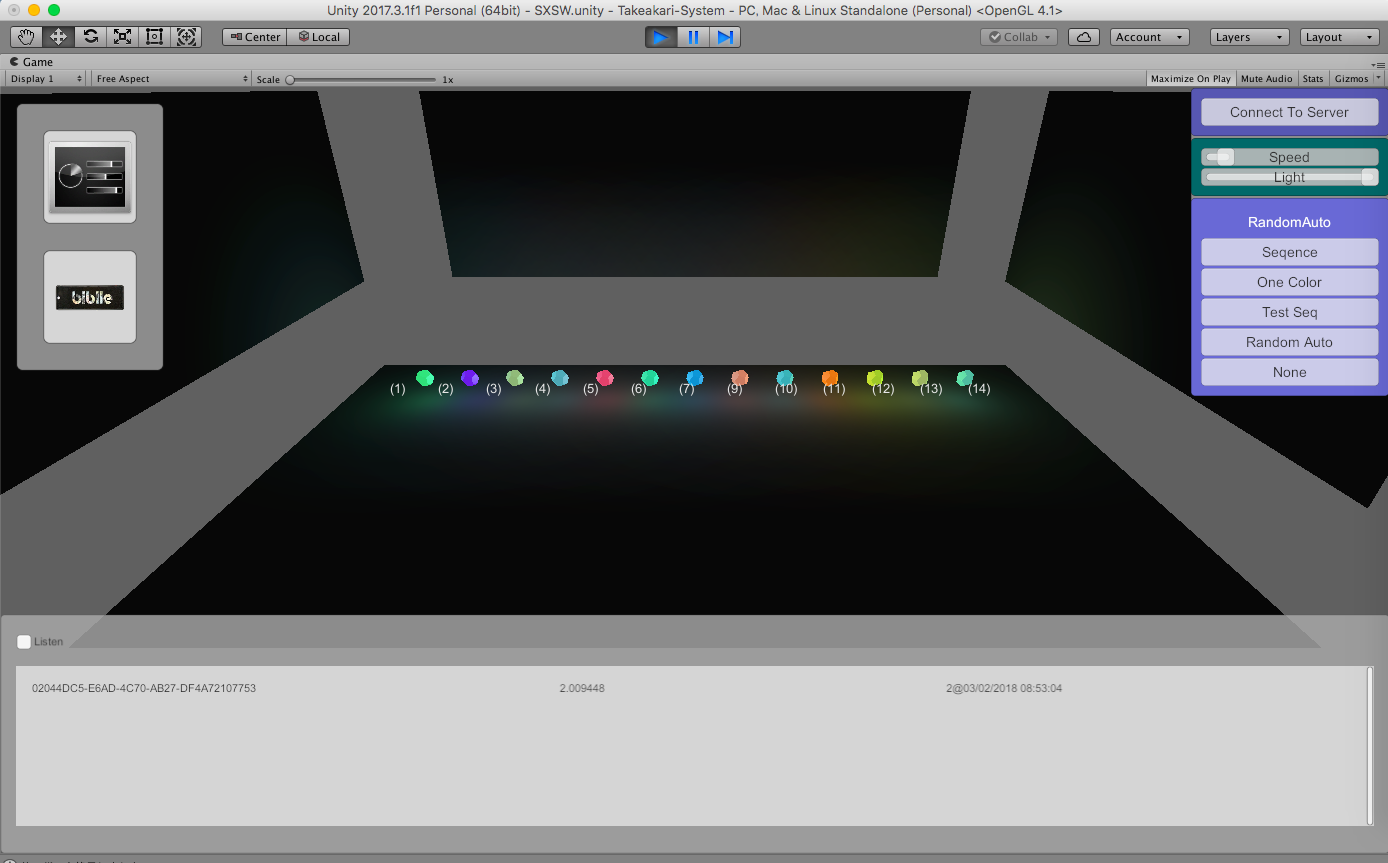 Unity 2017.3.1f1 Personal (64bit) - SXSW.unity - Takeakari-System - PC, Mac & Linux Standalone (Personal) <OpenGL 4.1>
Center Local Collab Account Layers Layout
Game
Display 1 Free Aspect Scale 1x Maximize On Play Mute Audio Stats Gizmos
Connect To Server
Speed
Light
RandomAuto
Seqence
One Color
Test Seq
Random Auto
None
biblie
(1) (2) (3) (4) (5) (6) (7) (9) (10) (11) (12) (13) (14)
Listen
02044DC5-E6AD-4C70-AB27-DF4A72107753 2.009448 2@03/02/2018 08:53:04